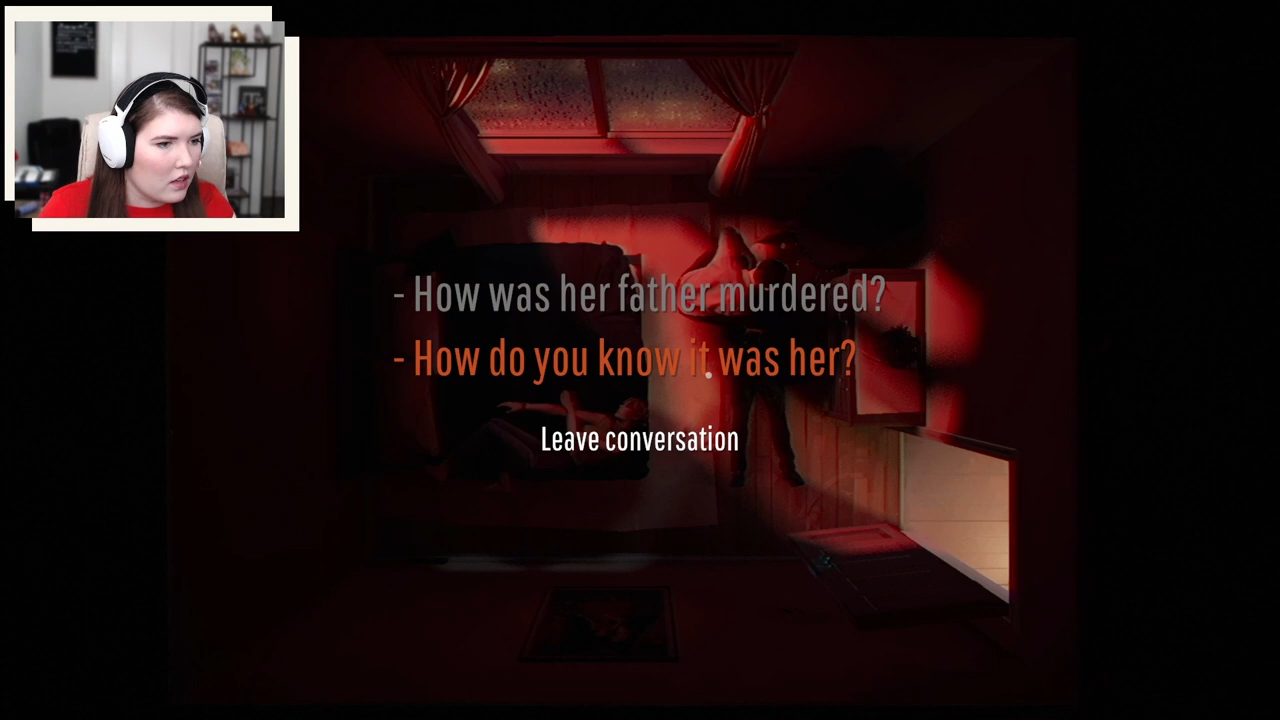 - How was her father murdered?
- How do you know it was her?
Leave conversation